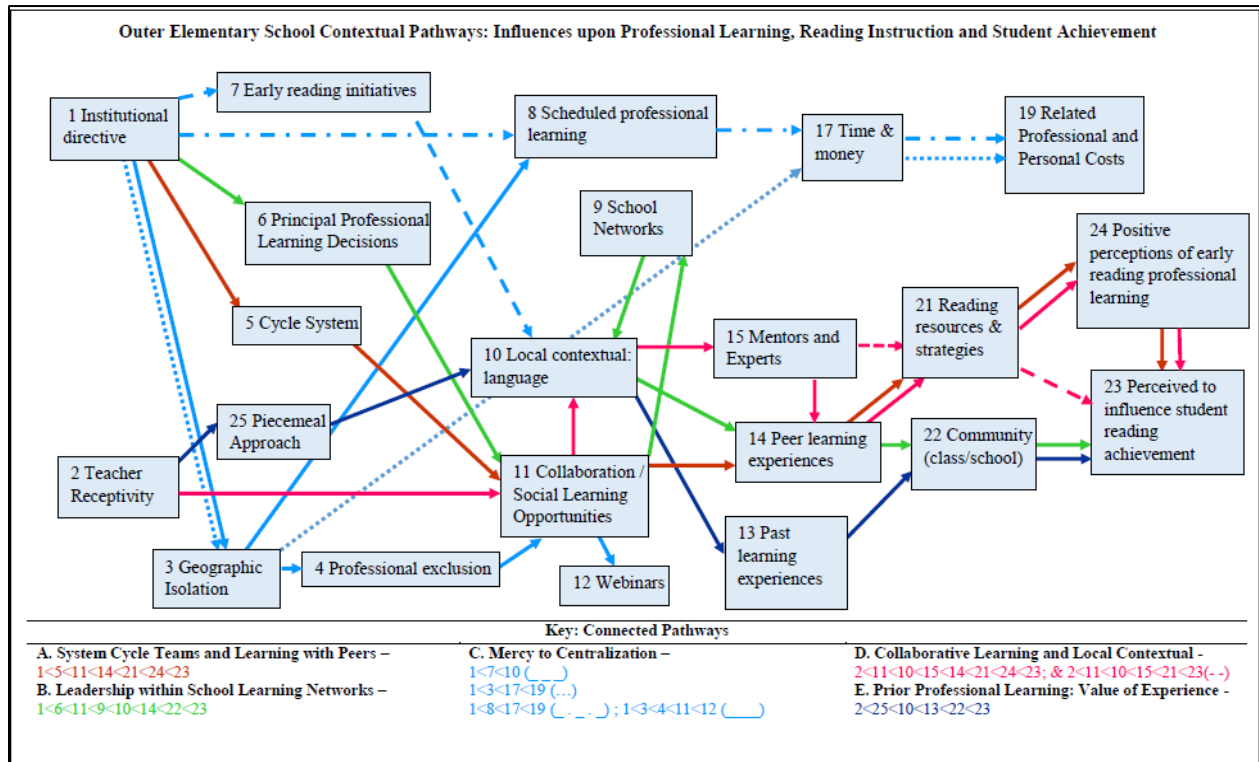 Outer Elementary School Contextual Pathways: Influences upon Professional Learning, Reading Instruction and Student Achievement
7 Early reading initiatives
1 Institutional
directive
8 Scheduled professional
learning
17 Time &
money
19 Related
Professional and
Personal Costs
6 Principal Professional
Learning Decisions
9 School
Networks
24 Positive
perceptions of early
reading professional
learning
5 Cycle System
21 Reading
resources &
strategies
10 Local contextual:
language
15 Mentors and
Experts
23 Perceived to
influence student
reading
achievement
25 Piecemeal
Approach
14 Peer learning
experiences
22 Community
(class/school)
2 Teacher
Receptivity
11 Collaboration /
Social Learning
Opportunities
13 Past
learning
experiences
3 Geographic
Isolation
4 Professional exclusion
12 Webinars
Key: Connected Pathways
A. System Cycle Teams and Learning with Peers –
1<5<11<14<21<24<23
B. Leadership within School Learning Networks –
1<6<11<9<10<14<22<23
C. Mercy to Centralization –
1<7<10 (_ _ _)
1<3<17<19 (…)
1<8<17<19 (_ . _ . _) ; 1<3<4<11<12 (____)
D. Collaborative Learning and Local Contextual -
2<11<10<15<14<21<24<23; & 2<11<10<15<21<23(- -)
E. Prior Professional Learning: Value of Experience -
2<25<10<13<22<23